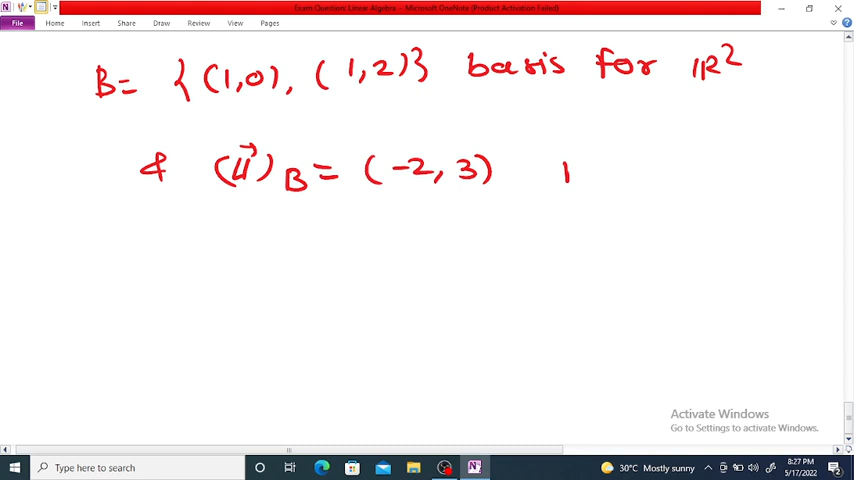 Exam Question: Linear Algebra - Microsoft OneNote (Product Activation Failed)
File Home Insert Share Draw Review View Pages
B = {(1,0), (1,2)} basis for ℝ²
& (u⃗)_B = (-2, 3)
Activate Windows
Go to Settings to activate Windows.
Type here to search
30°C Mostly sunny
8:27 PM
5/17/2022